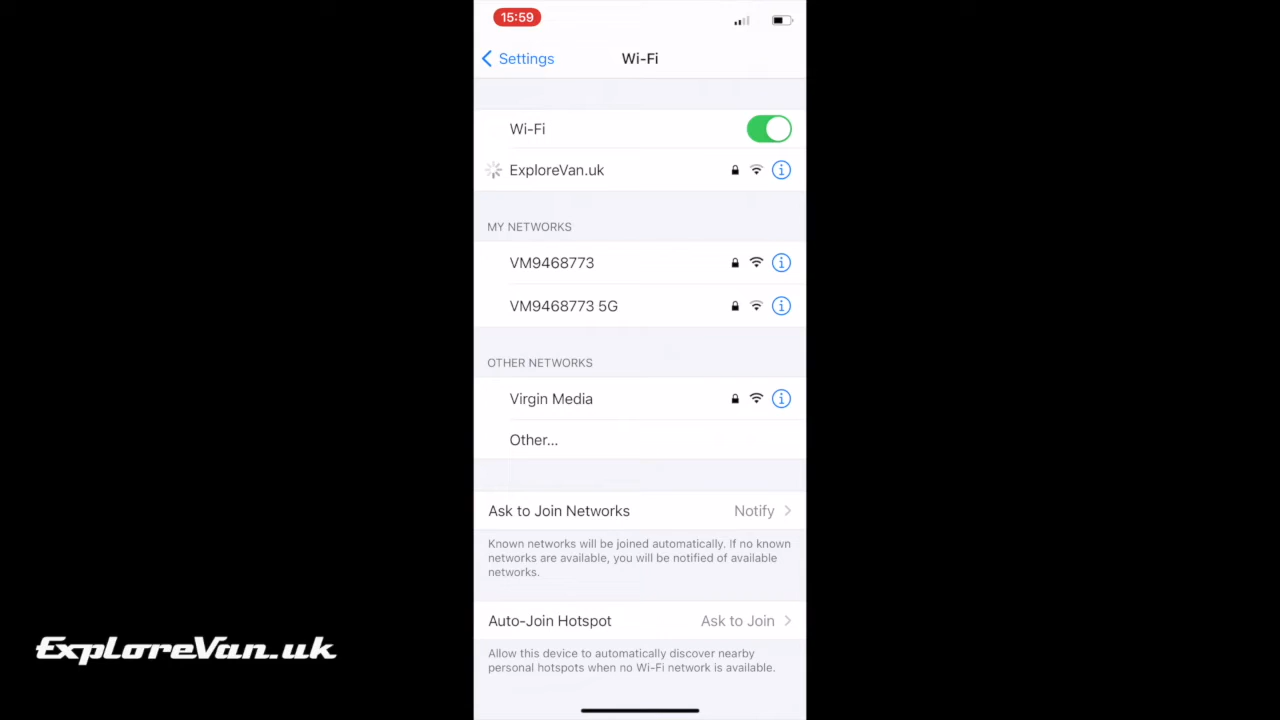 15:59
Settings
Wi-Fi
Wi-Fi
ExploreVan.uk
MY NETWORKS
VM9468773
VM9468773 5G
OTHER NETWORKS
Virgin Media
Other...
Ask to Join Networks Notify
Known networks will be joined automatically. If no known
networks are available, you will be notified of available
networks.
Auto-Join Hotspot Ask to Join
Allow this device to automatically discover nearby
personal hotspots when no Wi-Fi network is available.
ExploreVan.uk